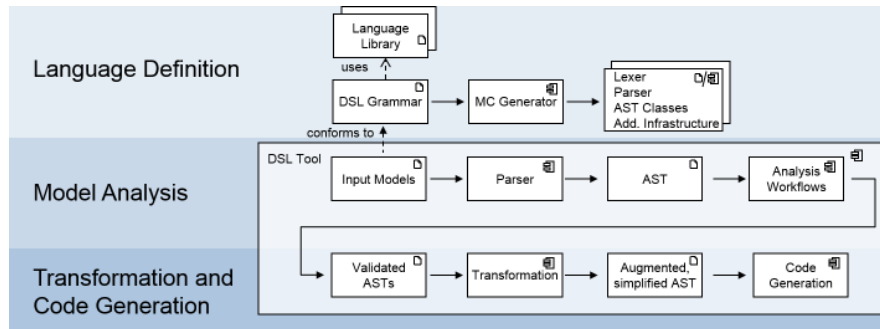 Language Definition
Language
Library
uses
DSL Grammar
MC Generator
Lexer
Parser
AST Classes
Add. Infrastructure
conforms to
Model Analysis
DSL Tool
Input Models
Parser
AST
Analysis
Workflows
Transformation and
Code Generation
Validated
ASTs
Transformation
Augmented,
simplified AST
Code
Generation